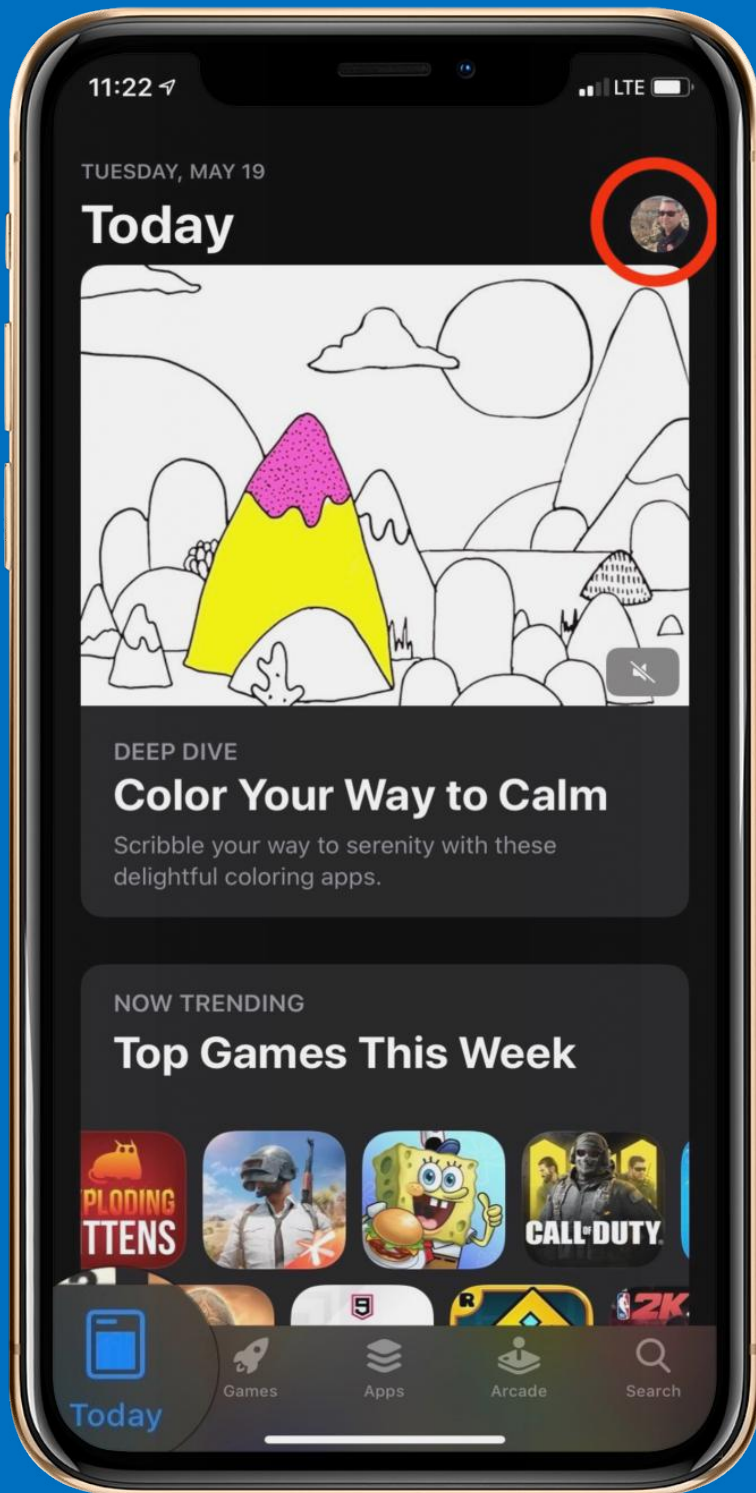 11:22
LTE
TUESDAY, MAY 19
Today
DEEP DIVE
Color Your Way to Calm
Scribble your way to serenity with these
delightful coloring apps.
NOW TRENDING
Top Games This Week
PLODING
TTENS
CALL OF DUTY
R
2K
Today
Games
Apps
Arcade
Search